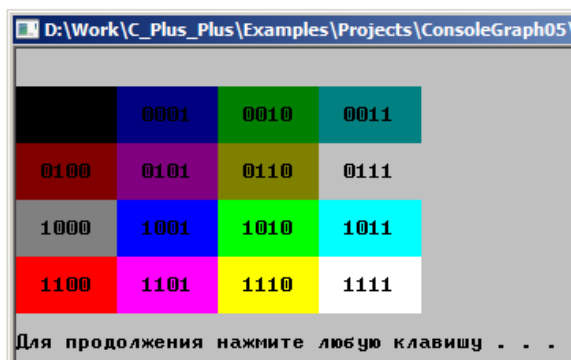 D:\Work\C_Plus_Plus\Examples\Projects\ConsoleGraph05\
0001 0010 0011
0100 0101 0110 0111
1000 1001 1010 1011
1100 1101 1110 1111
Для продолжения нажмите любую клавишу . . .